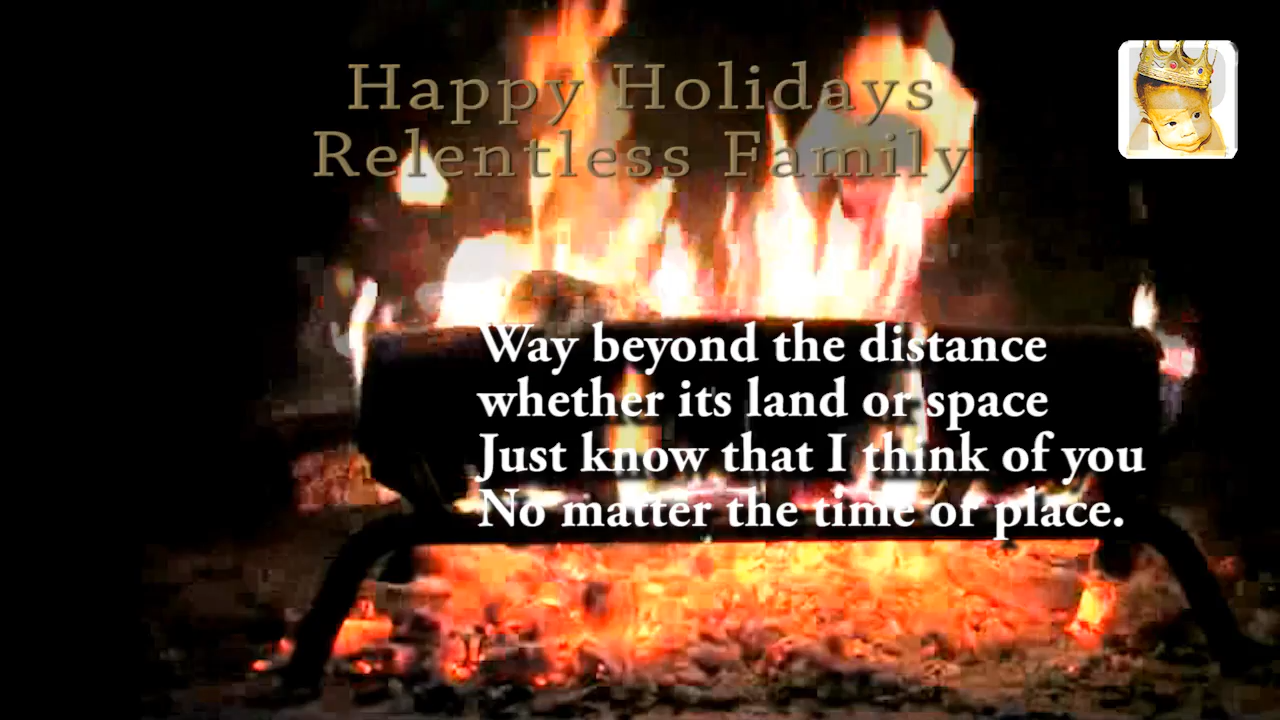 Happy Holidays
Relentless Family
Way beyond the distance
whether its land or space
Just know that I think of you
No matter the time or place.